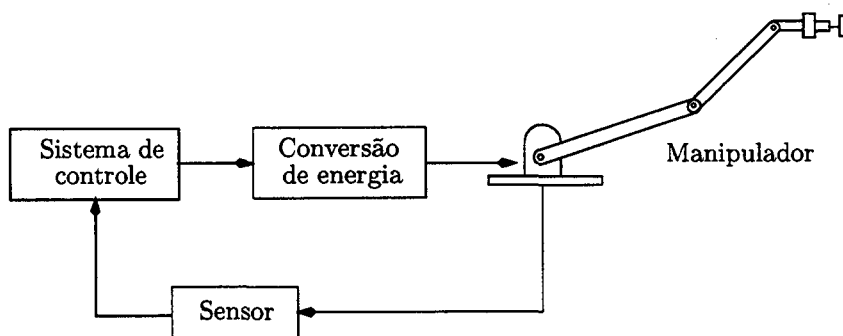 Sistema de
controle
Conversão
de energia
Manipulador
Sensor